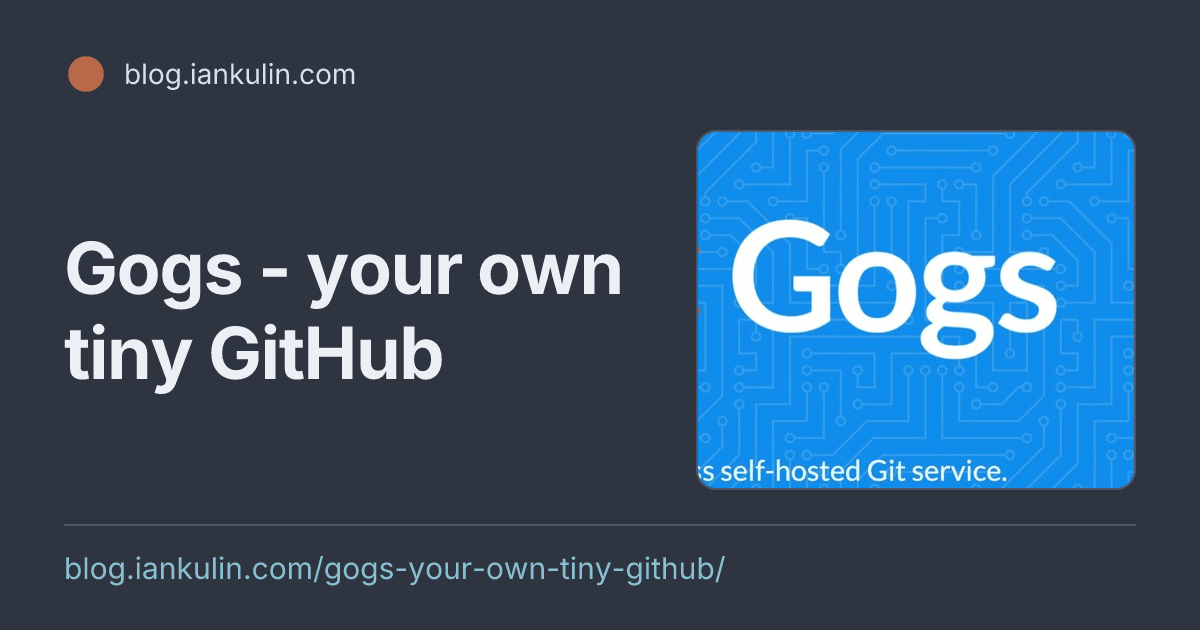 blog.iankulin.com
Gogs - your own
tiny GitHub
Gogs
s self-hosted Git service.
blog.iankulin.com/gogs-your-own-tiny-github/